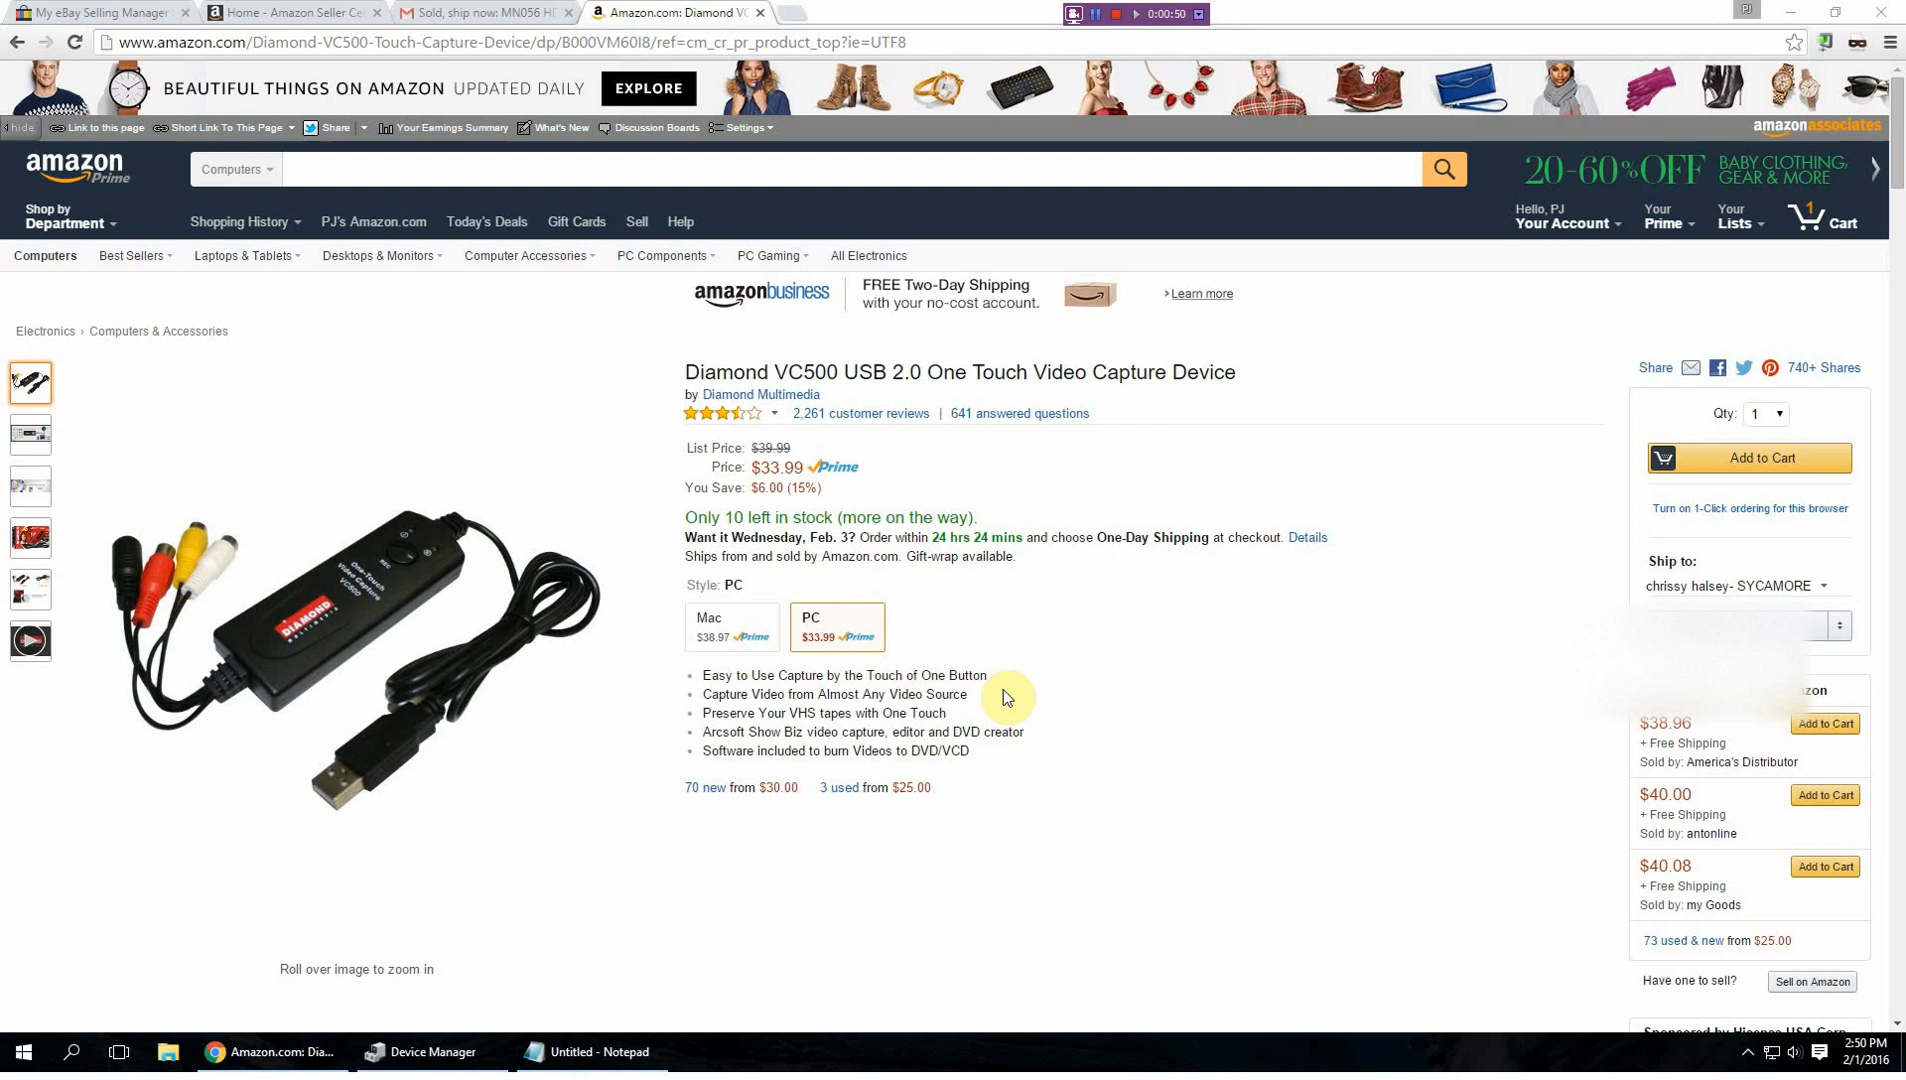 My eBay Selling Manager
Home - Amazon Seller Ce
Sold, ship now: MN056 HD
Amazon.com: Diamond VC
0:00:50
PJ
www.amazon.com/Diamond-VC500-Touch-Capture-Device/dp/B000VM60I8/ref=cm_cr_pr_product_top?ie=UTF8
BEAUTIFUL THINGS ON AMAZON UPDATED DAILY EXPLORE
hide Link to this page Short Link To This Page Share Your Earnings Summary What's New Discussion Boards Settings
amazonassociates
amazon Prime
Computers
20-60% OFF BABY CLOTHING, GEAR & MORE
Shop by Department
Shopping History PJ's Amazon.com Today's Deals Gift Cards Sell Help
Hello, PJ
Your Account
Your Prime
Your Lists
1 Cart
Computers Best Sellers Laptops & Tablets Desktops & Monitors Computer Accessories PC Components PC Gaming All Electronics
amazonbusiness
FREE Two-Day Shipping
with your no-cost account.
Learn more
Electronics › Computers & Accessories
Diamond VC500 USB 2.0 One Touch Video Capture Device
by Diamond Multimedia
2,261 customer reviews | 641 answered questions
List Price: $39.99
Price: $33.99 Prime
You Save: $6.00 (15%)
Only 10 left in stock (more on the way).
Want it Wednesday, Feb. 3? Order within 24 hrs 24 mins and choose One-Day Shipping at checkout. Details
Ships from and sold by Amazon.com. Gift-wrap available.
Style: PC
Mac
$38.97 Prime
PC
$33.99 Prime
Easy to Use Capture by the Touch of One Button
Capture Video from Almost Any Video Source
Preserve Your VHS tapes with One Touch
Arcsoft Show Biz video capture, editor and DVD creator
Software included to burn Videos to DVD/VCD
70 new from $30.00 3 used from $25.00
REC
One-Touch
Video Capture
VC500
DIAMOND
MULTIMEDIA
Roll over image to zoom in
Share 740+ Shares
Qty: 1
Add to Cart
Turn on 1-Click ordering for this browser
Ship to:
chrissy halsey- SYCAMORE
zon
$38.96 Add to Cart
+ Free Shipping
Sold by: America's Distributor
$40.00 Add to Cart
+ Free Shipping
Sold by: antonline
$40.08 Add to Cart
+ Free Shipping
Sold by: my Goods
73 used & new from $25.00
Have one to sell? Sell on Amazon
Sponsored by Hisense USA Corp
Amazon.com: Dia...
Device Manager
Untitled - Notepad
2:50 PM
2/1/2016